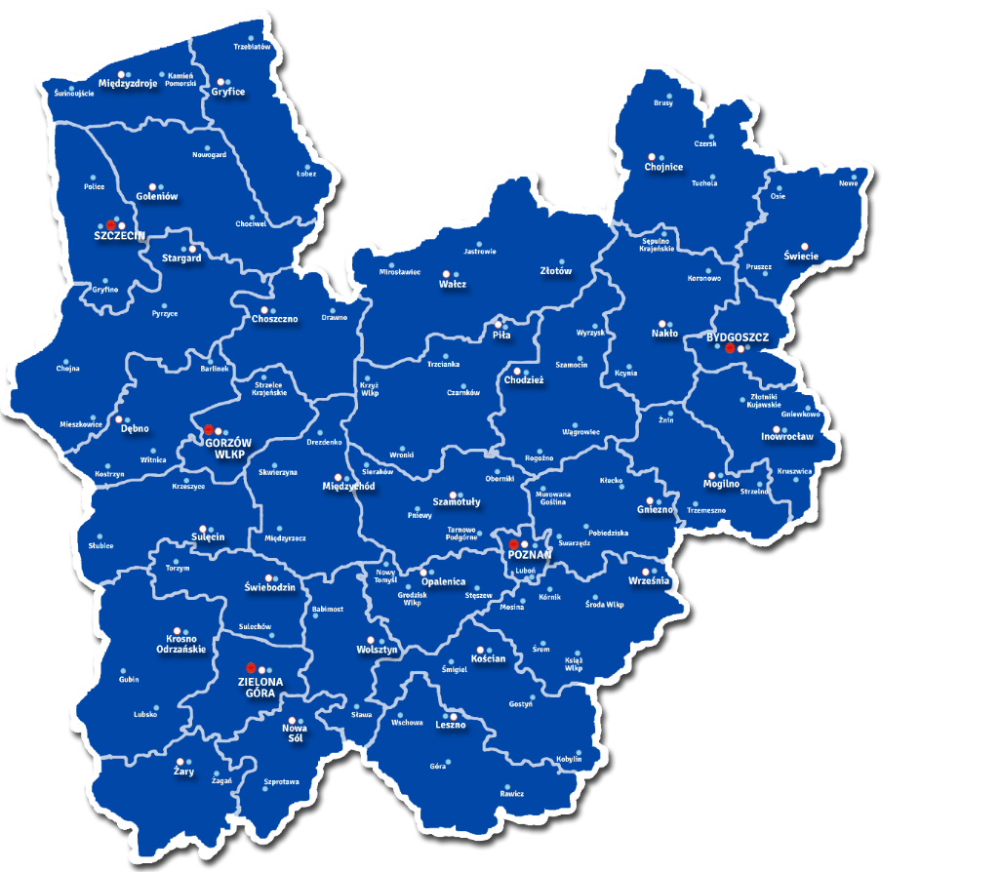 Trzebiatów
Świnoujście
Międzyzdroje
Kamień
Pomorski
Gryfice
Brusy
Czersk
Nowogard
Chojnice
Łobez
Police
Goleniów
Tuchola
Osie
Nowe
Chociwel
SZCZECIN
Stargard
Jastrowie
Sępulno
Krajeńskie
Świecie
Mirosławiec
Wałcz
Złotów
Koronowo
Pruszcz
Gryfino
Pyrzyce
Choszczno
Drawno
Piła
Wyrzysk
Nakło
BYDGOSZCZ
Chojna
Barlinek
Trzcianka
Szamocin
Kcynia
Strzelce
Krajeńskie
Krzyż
Wlkp
Chodzież
Czarnków
Złotniki
Kujawskie
Gniewkowo
Mieszkowice
Dębno
Żnin
Wągrowiec
Inowrocław
GORZÓW
WLKP
Drezdenko
Witnica
Wronki
Rogoźno
Kostrzyn
Skwierzyna
Sieraków
Kruszwica
Krzeszyce
Międzychód
Oborniki
Kłecko
Mogilno
Strzelno
Szamotuły
Murowana
Goślina
Gniezno
Trzemeszno
Pniewy
Słubice
Sulęcin
Międzyrzecz
Tarnowo
Podgórne
Pobiedziska
Swarzędz
POZNAŃ
Torzym
Nowy
Tomyśl
Luboń
Świebodzin
Opalenica
Września
Grodzisk
Wlkp
Stęszew
Kórnik
Mosina
Środa Wlkp
Babimost
Sulechów
Krosno
Odrzańskie
Wolsztyn
Kościan
Śrem
Książ
Wlkp
Śmigiel
Gubin
ZIELONA
GÓRA
Gostyń
Lubsko
Sława
Wschowa
Leszno
Nowa
Sól
Kobylin
Góra
Żary
Żagań
Szprotawa
Rawicz